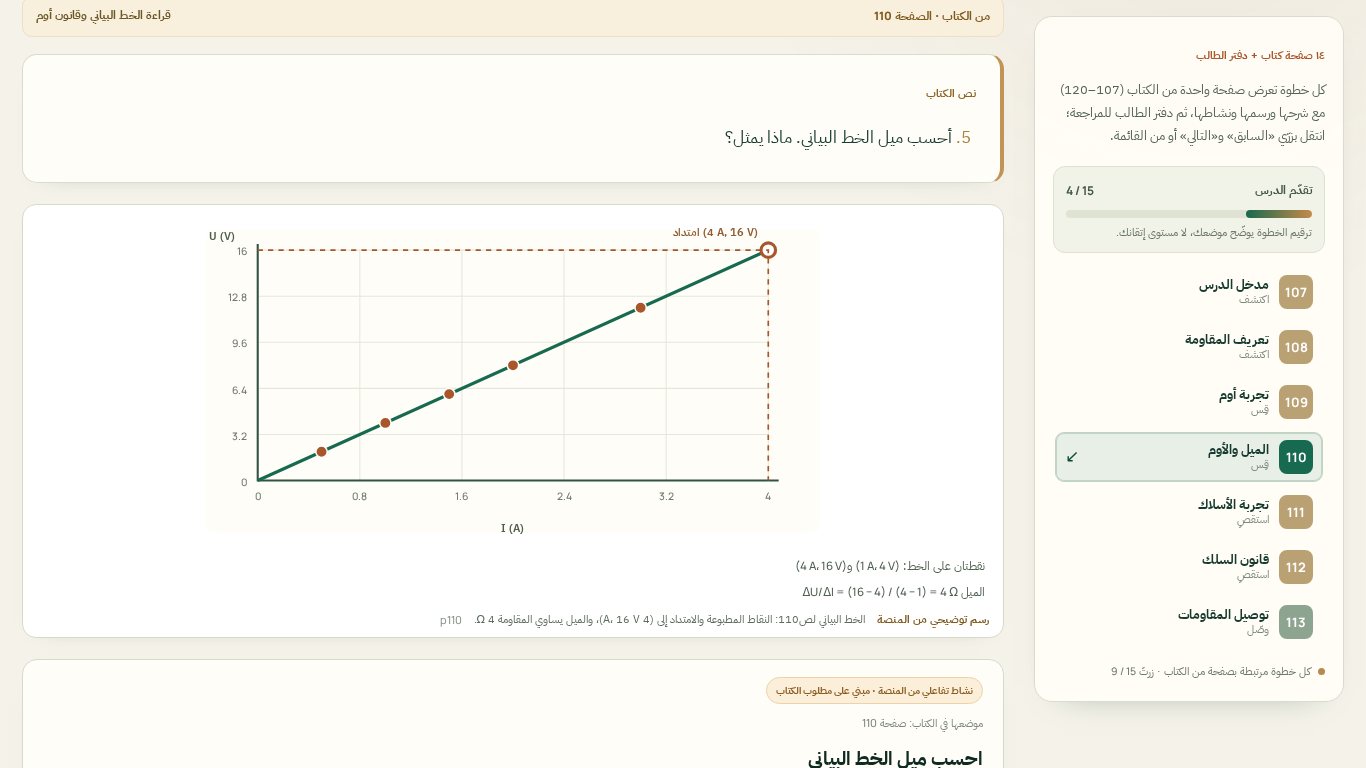 من الكتاب · الصفحة 110
قراءة الخط البياني وقانون أوم
نص الكتاب
5. أحسب ميل الخط البياني. ماذا يمثل؟
U (V)
امتداد (4 A, 16 V)
16
12.8
9.6
6.4
3.2
0
0 0.8 1.6 2.4 3.2 4
I (A)
نقطتان على الخط: (1 A، 4 V) و(4 A، 16 V)
الميل ΔU/ΔI = (16 − 4) / (4 − 1) = 4 Ω
رسم توضيحي من المنصة الخط البياني لص110: النقاط المطبوعة والامتداد إلى (4 A، 16 V)، والميل يساوي المقاومة 4 Ω. p110
نشاط تفاعلي من المنصة · مبني على مطلوب الكتاب
موضعها في الكتاب: صفحة 110
احسب ميل الخط البياني
١٤ صفحة كتاب + دفتر الطالب
كل خطوة تعرض صفحة واحدة من الكتاب (107–120)
مع شرحها ورسمها ونشاطها، ثم دفتر الطالب للمراجعة؛
انتقل بزرّي «السابق» و«التالي» أو من القائمة.
تقدّم الدرس
4 / 15
ترقيم الخطوة يوضّح موضعك، لا مستوى إتقانك.
107 مدخل الدرس
اكتشف
108 تعريف المقاومة
اكتشف
109 تجربة أوم
قِس
110 الميل والأوم ↙
قِس
111 تجربة الأسلاك
استقصِ
112 قانون السلك
استقصِ
113 توصيل المقاومات
وصّل
كل خطوة مرتبطة بصفحة من الكتاب · زرتَ 15 / 9